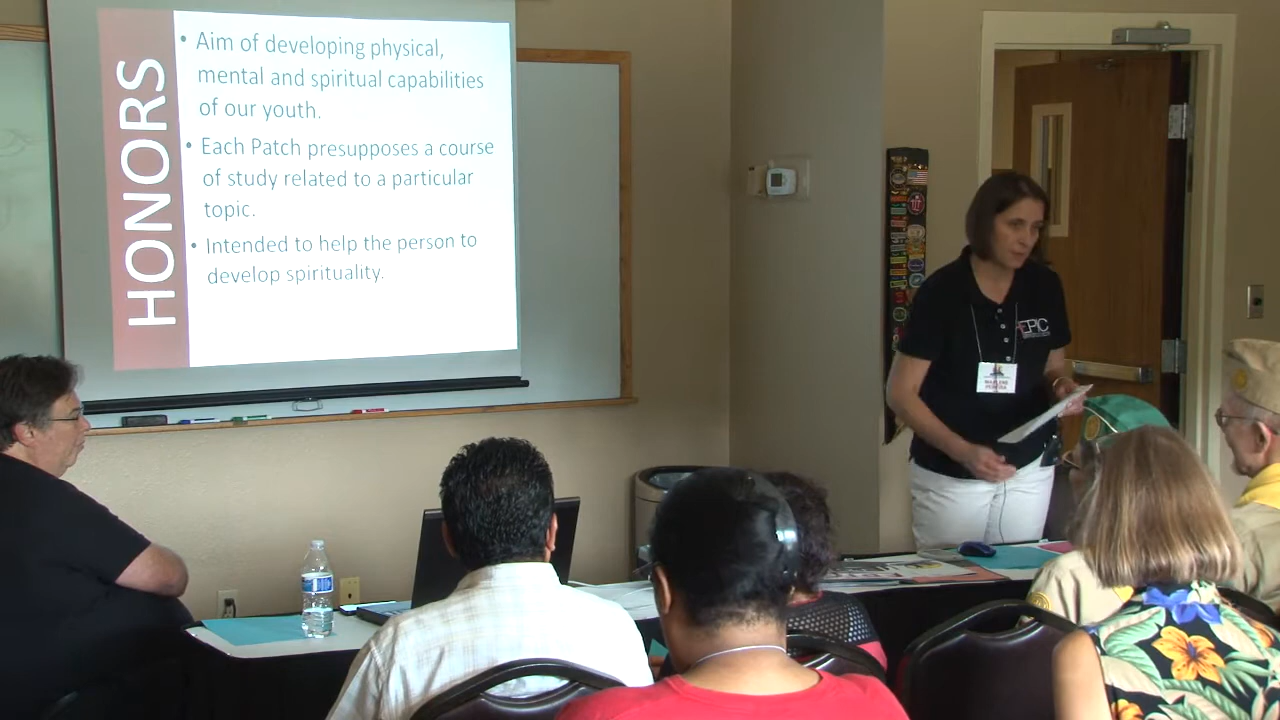 HONORS
• Aim of developing physical,
mental and spiritual capabilities
of our youth.
• Each Patch presupposes a course
of study related to a particular
topic.
• Intended to help the person to
develop spirituality.
EPIC
MARLENE